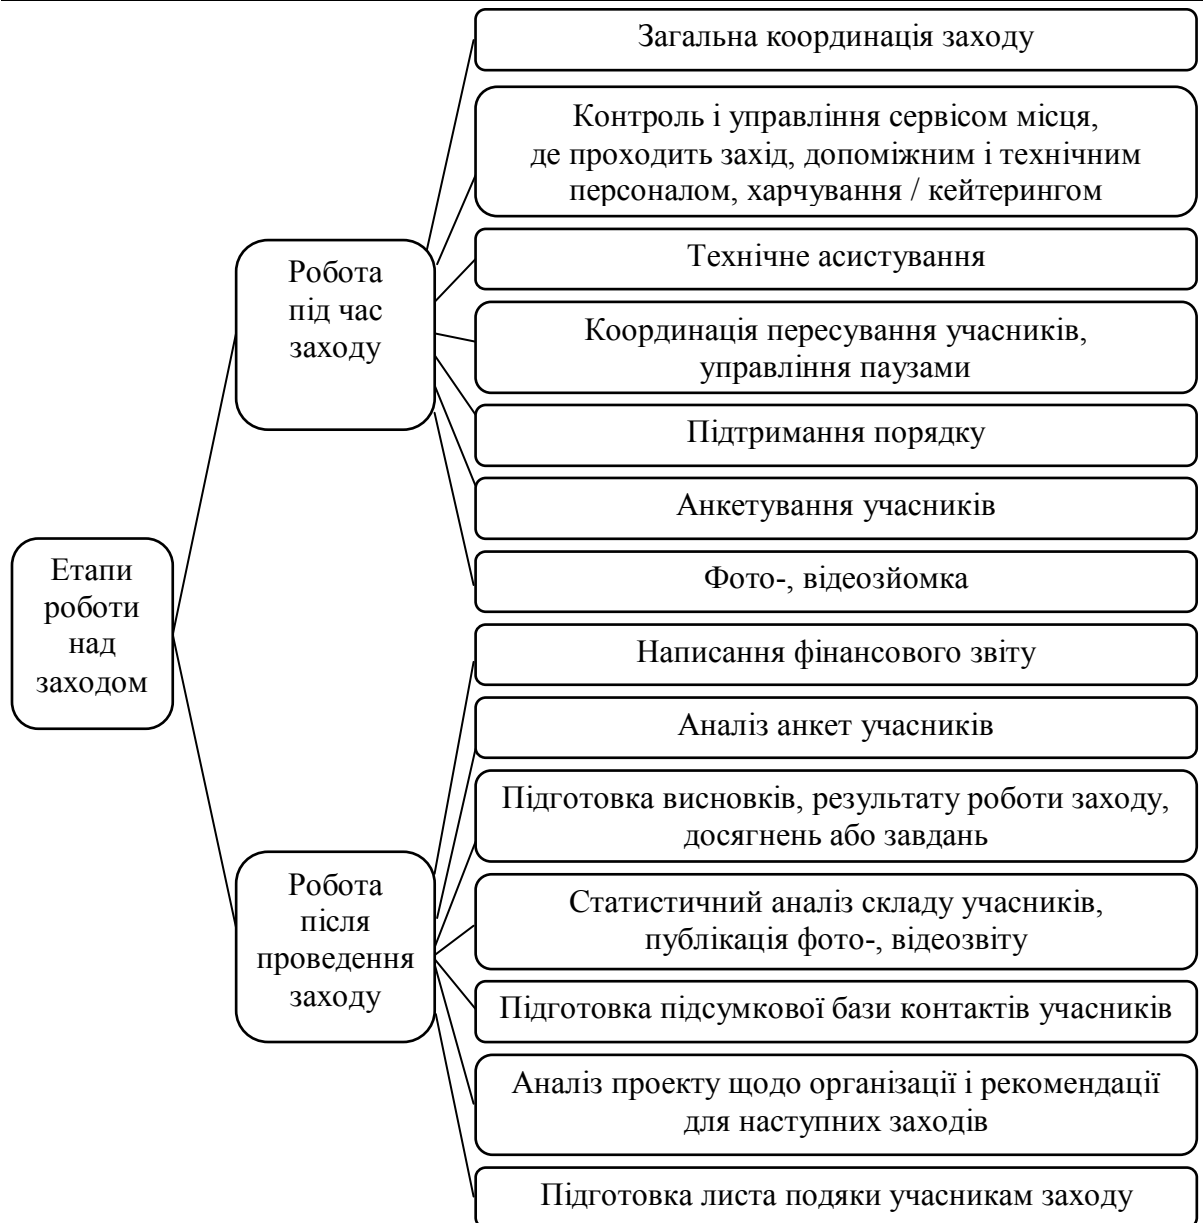 Загальна координація заходу
Контроль і управління сервісом місця,
де проходить захід, допоміжним і технічним
персоналом, харчування / кейтерингом
Робота
під час
заходу
Технічне асистування
Координація пересування учасників,
управління паузами
Підтримання порядку
Анкетування учасників
Фото-, відеозйомка
Етапи
роботи
над
заходом
Написання фінансового звіту
Аналіз анкет учасників
Підготовка висновків, результату роботи заходу,
досягнень або завдань
Робота
після
проведення
заходу
Статистичний аналіз складу учасників,
публікація фото-, відеозвіту
Підготовка підсумкової бази контактів учасників
Аналіз проекту щодо організації і рекомендації
для наступних заходів
Підготовка листа подяки учасникам заходу